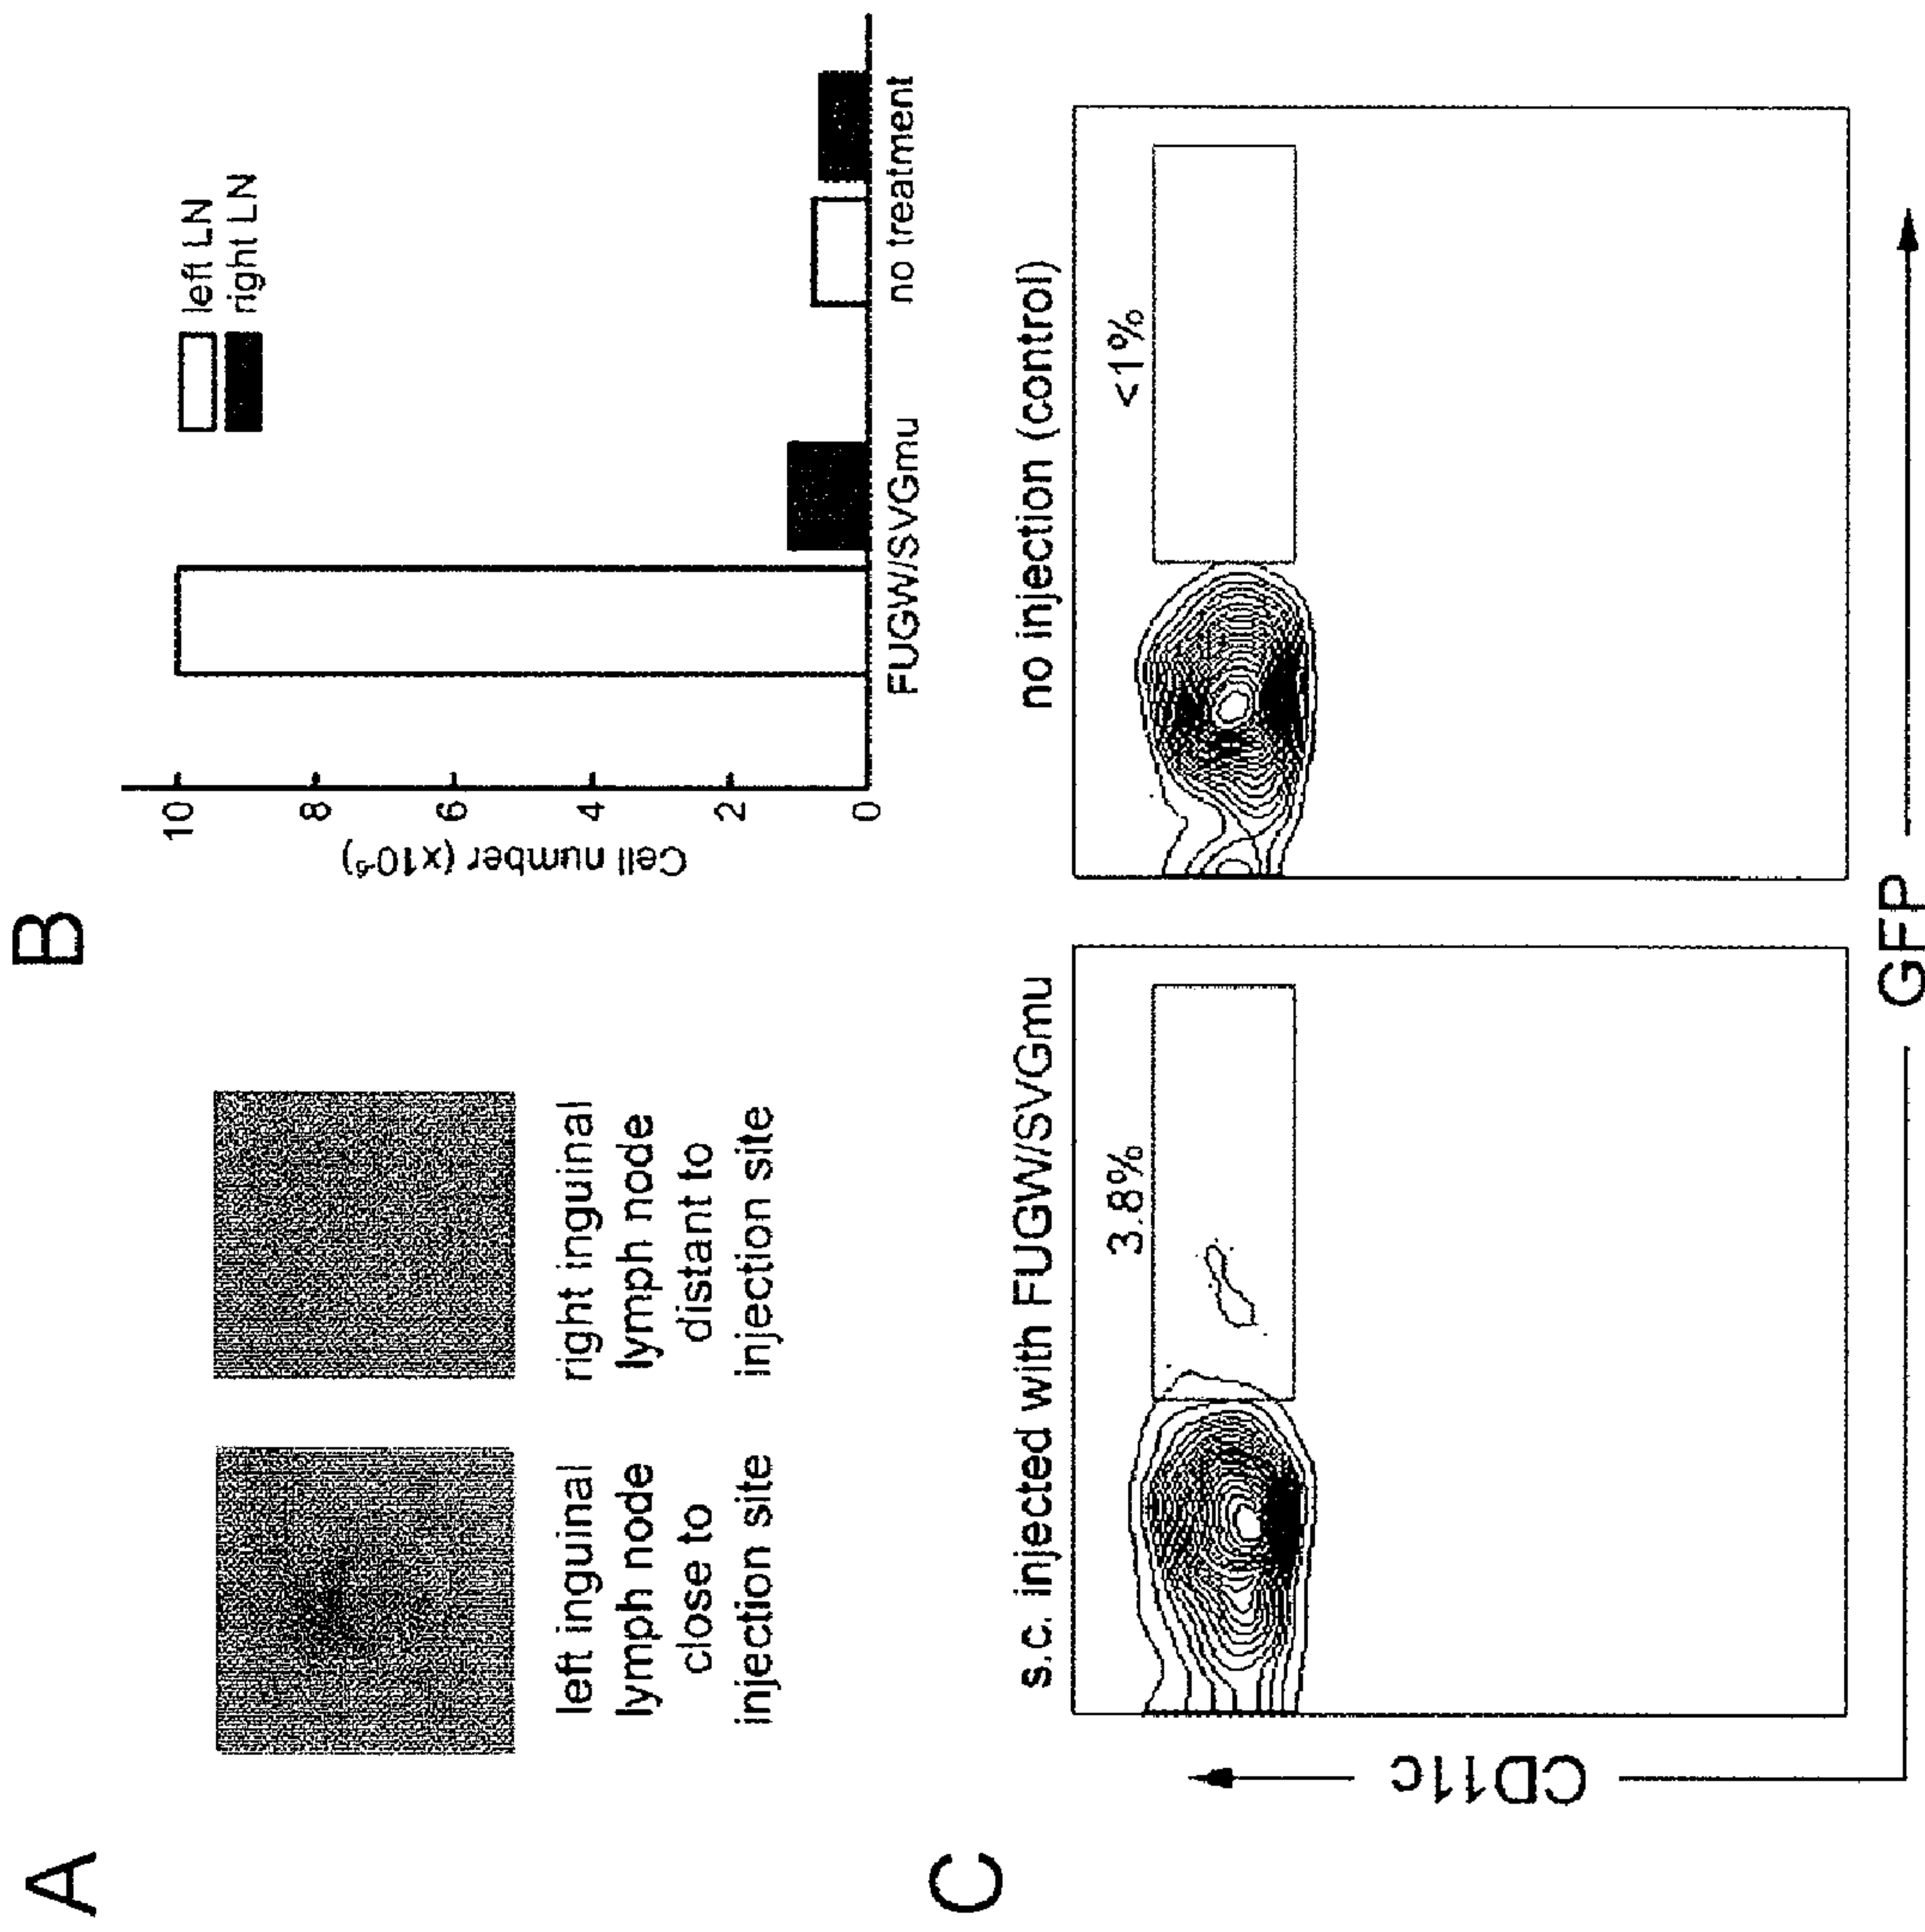 A
left inguinal
lymph node
close to
injection site
right inguinal
lymph node
distant to
injection site
B
Cell number (x10-5)
10
8
6
4
2
0
left LN
right LN
FUGW/SVGmu
no treatment
C
s.c. injected with FUGW/SVGmu
3.8%
no injection (control)
<1%
CD11c
GFP